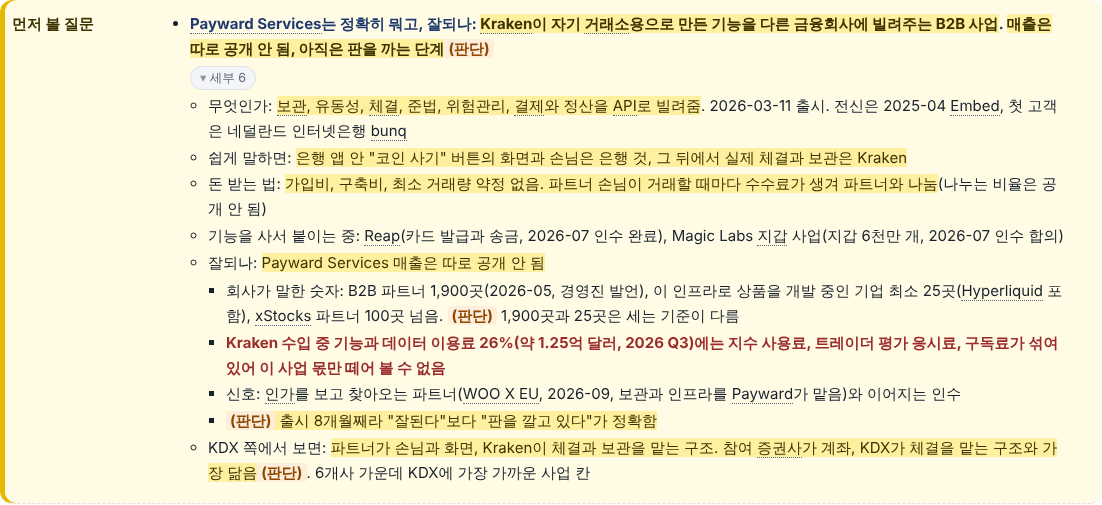 먼저 볼 질문
• Payward Services는 정확히 뭐고, 잘되나: Kraken이 자기 거래소용으로 만든 기능을 다른 금융회사에 빌려주는 B2B 사업. 매출은
따로 공개 안 됨, 아직은 판을 까는 단계 (판단)
▾ 세부 6
◦ 무엇인가: 보관, 유동성, 체결, 준법, 위험관리, 결제와 정산을 API로 빌려줌. 2026-03-11 출시. 전신은 2025-04 Embed, 첫 고객
은 네덜란드 인터넷은행 bunq
◦ 쉽게 말하면: 은행 앱 안 "코인 사기" 버튼의 화면과 손님은 은행 것, 그 뒤에서 실제 체결과 보관은 Kraken
◦ 돈 받는 법: 가입비, 구축비, 최소 거래량 약정 없음. 파트너 손님이 거래할 때마다 수수료가 생겨 파트너와 나눔(나누는 비율은 공
개 안 됨)
◦ 기능을 사서 붙이는 중: Reap(카드 발급과 송금, 2026-07 인수 완료), Magic Labs 지갑 사업(지갑 6천만 개, 2026-07 인수 합의)
◦ 잘되나: Payward Services 매출은 따로 공개 안 됨
▪ 회사가 말한 숫자: B2B 파트너 1,900곳(2026-05, 경영진 발언), 이 인프라로 상품을 개발 중인 기업 최소 25곳(Hyperliquid 포
함), xStocks 파트너 100곳 넘음. (판단) 1,900곳과 25곳은 세는 기준이 다름
▪ Kraken 수입 중 기능과 데이터 이용료 26%(약 1.25억 달러, 2026 Q3)에는 지수 사용료, 트레이더 평가 응시료, 구독료가 섞여
있어 이 사업 몫만 떼어 볼 수 없음
▪ 신호: 인가를 보고 찾아오는 파트너(WOO X EU, 2026-09, 보관과 인프라를 Payward가 맡음)와 이어지는 인수
▪ (판단) 출시 8개월째라 "잘된다"보다 "판을 깔고 있다"가 정확함
◦ KDX 쪽에서 보면: 파트너가 손님과 화면, Kraken이 체결과 보관을 맡는 구조. 참여 증권사가 계좌, KDX가 체결을 맡는 구조와 가
장 닮음 (판단) . 6개사 가운데 KDX에 가장 가까운 사업 칸